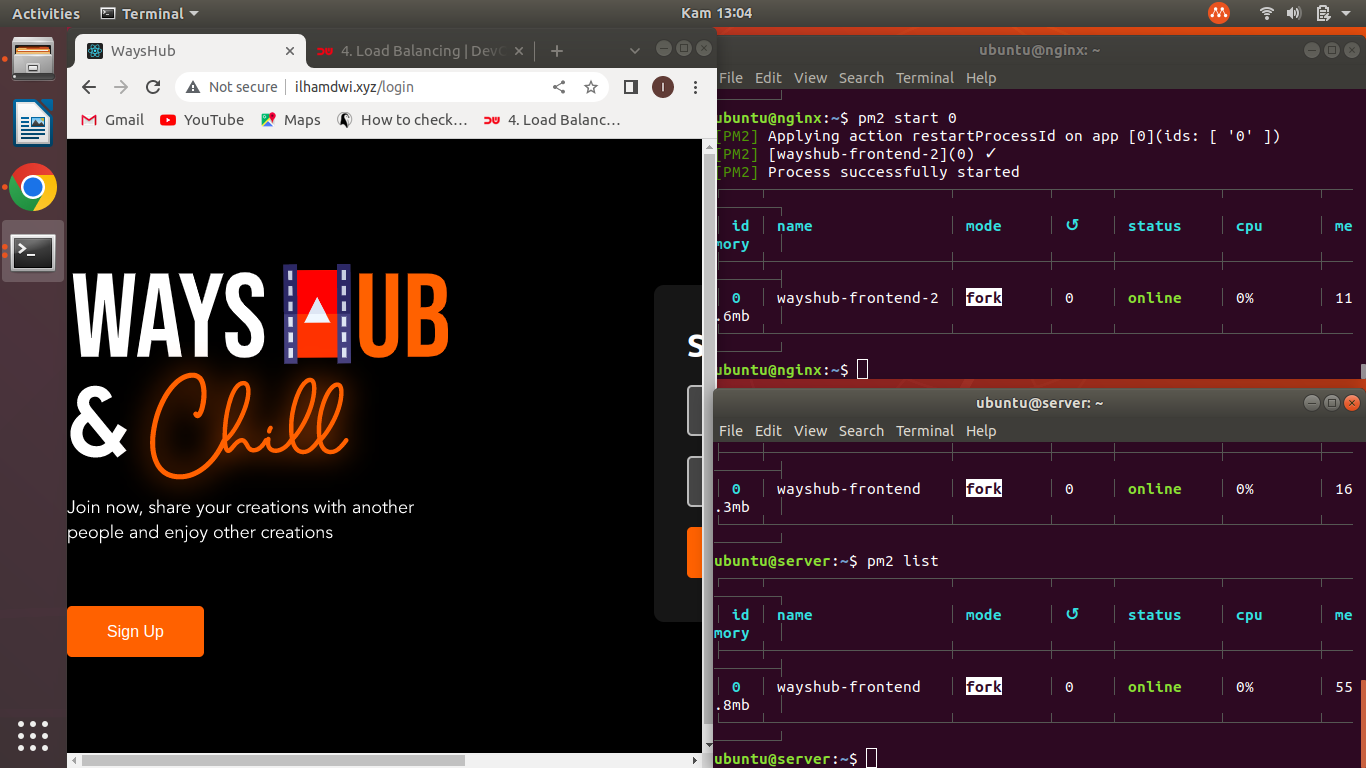 Activities
Terminal
Kam 13:04
WaysHub
4. Load Balancing | DevO
Not secure
ilhamdwi.xyz/login
I
Gmail
YouTube
Maps
How to check…
4. Load Balanc…
WAYS HUB
& Chill
Join now, share your creations with another
people and enjoy other creations
Sign Up
S
ubuntu@nginx: ~
File Edit View Search Terminal Help
ubuntu@nginx:~$ pm2 start 0
[PM2] Applying action restartProcessId on app [0](ids: [ '0' ])
[PM2] [wayshub-frontend-2](0) ✓
[PM2] Process successfully started
id │ name │ mode │ ↺ │ status │ cpu │ me
mory │
0 │ wayshub-frontend-2 │ fork │ 0 │ online │ 0% │ 11
.6mb │
ubuntu@nginx:~$
ubuntu@server: ~
File Edit View Search Terminal Help
0 │ wayshub-frontend │ fork │ 0 │ online │ 0% │ 16
.3mb │
ubuntu@server:~$ pm2 list
id │ name │ mode │ ↺ │ status │ cpu │ me
mory │
0 │ wayshub-frontend │ fork │ 0 │ online │ 0% │ 55
.8mb │
ubuntu@server:~$